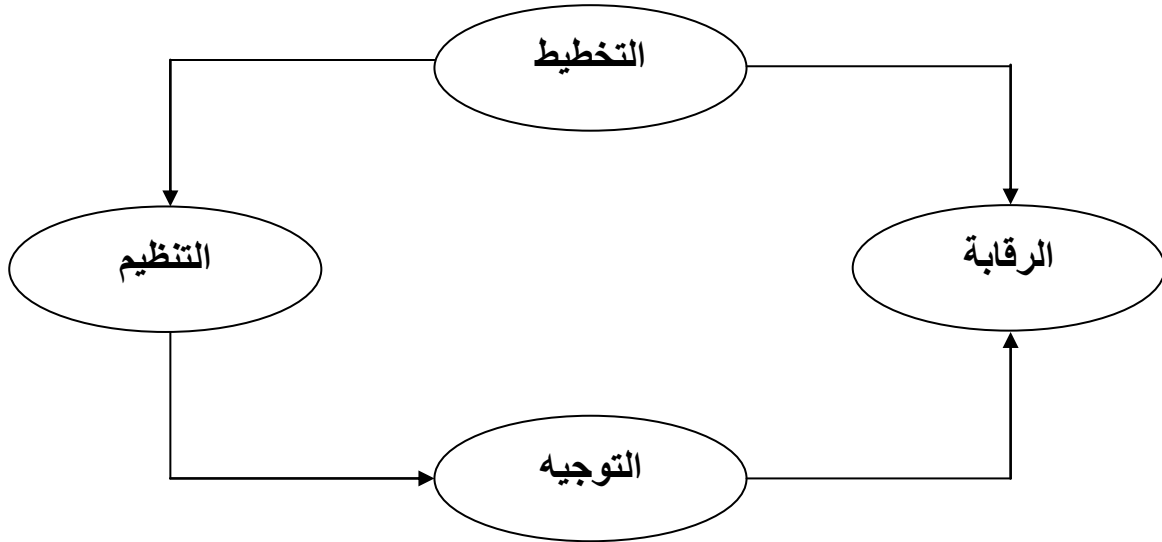 التخطيط
الرقابة
التنظيم
التوجيه